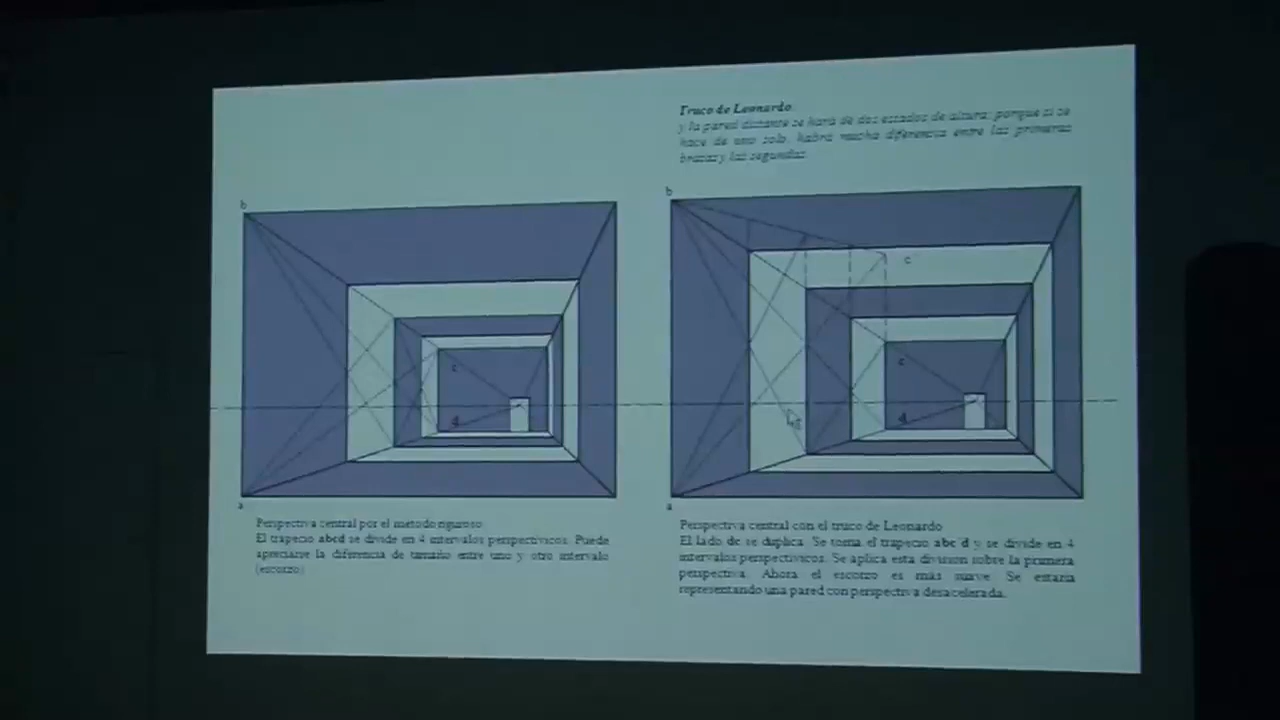 Truco de Leonardo
y la pared distante se hará de dos estados de altura, porque si se
hace de uno solo, habrá mucha diferencia entre las primeras
brazas y las segundas
b
b
c
c
c
d
d
a
a
Perspectiva central por el metodo riguroso
El trapecio abcd se divide en 4 intervalos perspectivicos. Puede
apreciarse la diferencia de tamaño entre uno y otro intervalo
(escorzo)
Perspectiva central con el truco de Leonardo
El lado dc se duplica. Se toma el trapecio abc d y se divide en 4
intervalos perspectivicos. Se aplica esta division sobre la primera
perspectiva. Ahora el escorzo es más suave. Se estaria
representando una pared con perspectiva desacelerada.